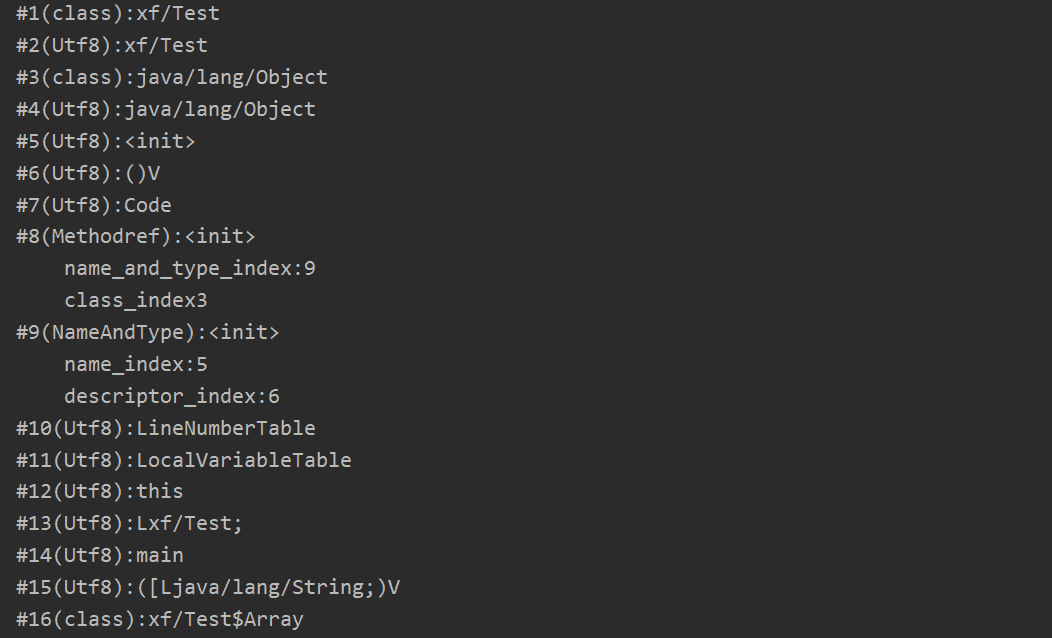 #1(class):xf/Test
#2(Utf8):xf/Test
#3(class):java/lang/Object
#4(Utf8):java/lang/Object
#5(Utf8):<init>
#6(Utf8):()V
#7(Utf8):Code
#8(Methodref):<init>
    name_and_type_index:9
    class_index3
#9(NameAndType):<init>
    name_index:5
    descriptor_index:6
#10(Utf8):LineNumberTable
#11(Utf8):LocalVariableTable
#12(Utf8):this
#13(Utf8):Lxf/Test;
#14(Utf8):main
#15(Utf8):([Ljava/lang/String;)V
#16(class):xf/Test$Array